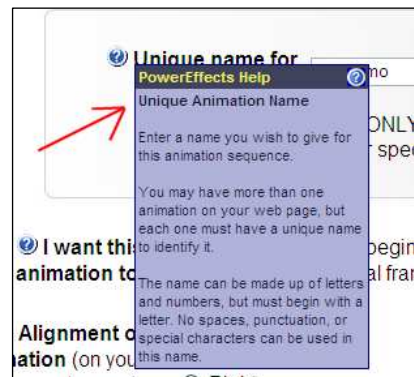 Unique name for
PowerEffects Help
mo
Unique Animation Name
ONLY
Enter a name you wish to give for
this animation sequence.
spec
You may have more than one
animation on your web page, but
each one must have a unique name
to identify it.
I want this
begin
animation to
al fran
The name can be made up of letters
and numbers, but must begin with a
letter. No spaces, punctuation, or
special characters can be used in
this name.
Alignment o
ation (on you